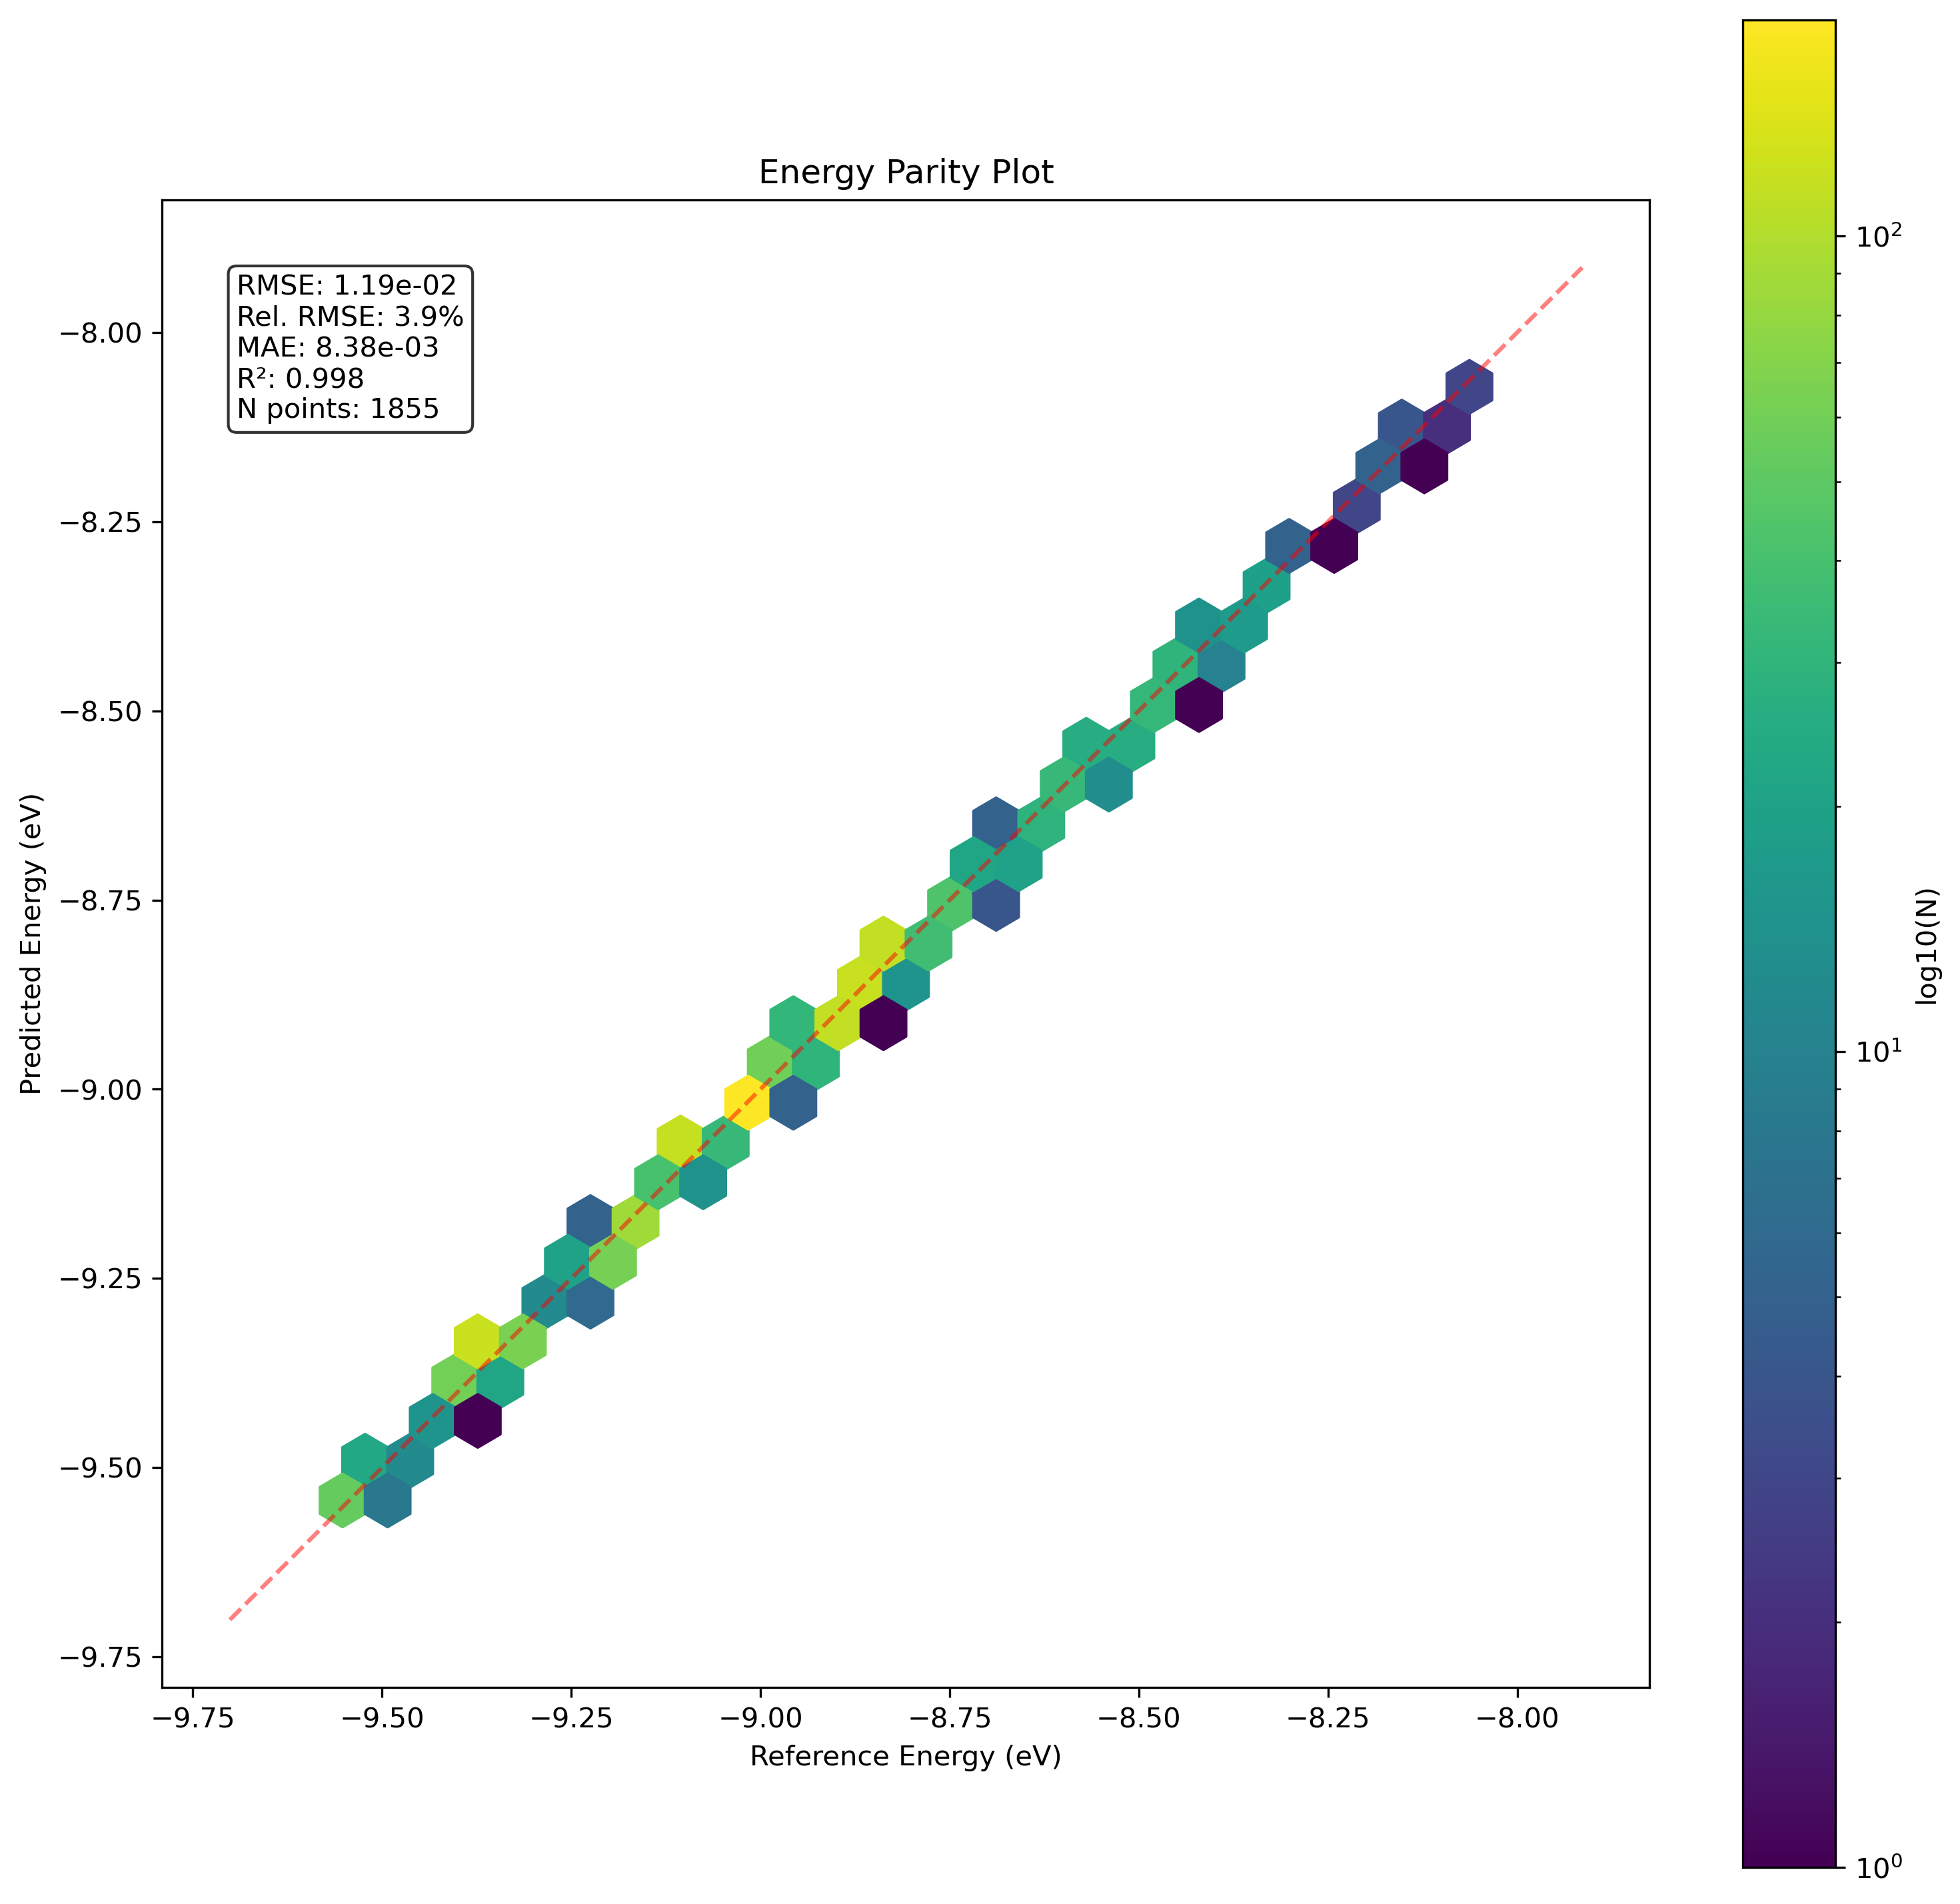 Energy Parity Plot
RMSE: 1.19e-02
Rel. RMSE: 3.9%
MAE: 8.38e-03
R²: 0.998
N points: 1855
Predicted Energy (eV)
−8.00
−8.25
−8.50
−8.75
−9.00
−9.25
−9.50
−9.75
−9.75 −9.50 −9.25 −9.00 −8.75 −8.50 −8.25 −8.00
Reference Energy (eV)
10²
10¹
10⁰
log10(N)